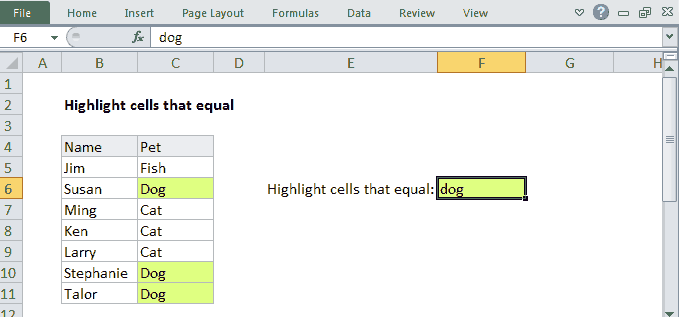 File Home Insert Page Layout Formulas Data Review View
F6 fx dog
A B C D E F G H
1
2 Highlight cells that equal
3
4 Name Pet
5 Jim Fish
6 Susan Dog Highlight cells that equal: dog
7 Ming Cat
8 Ken Cat
9 Larry Cat
10 Stephanie Dog
11 Talor Dog
12